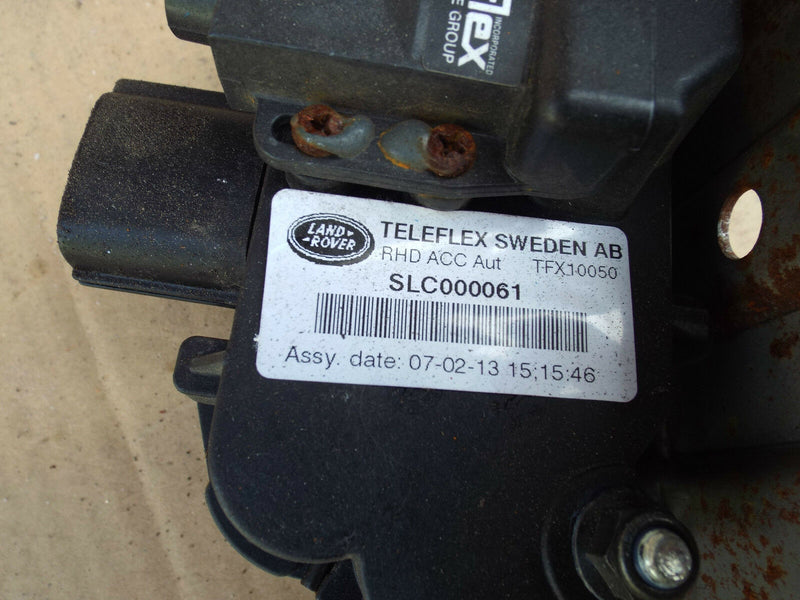 flex
INCORPORATED
E GROUP
LAND
ROVER
TELEFLEX SWEDEN AB
RHD ACC Aut TFX10050
SLC000061
Assy. date: 07-02-13 15;15:46